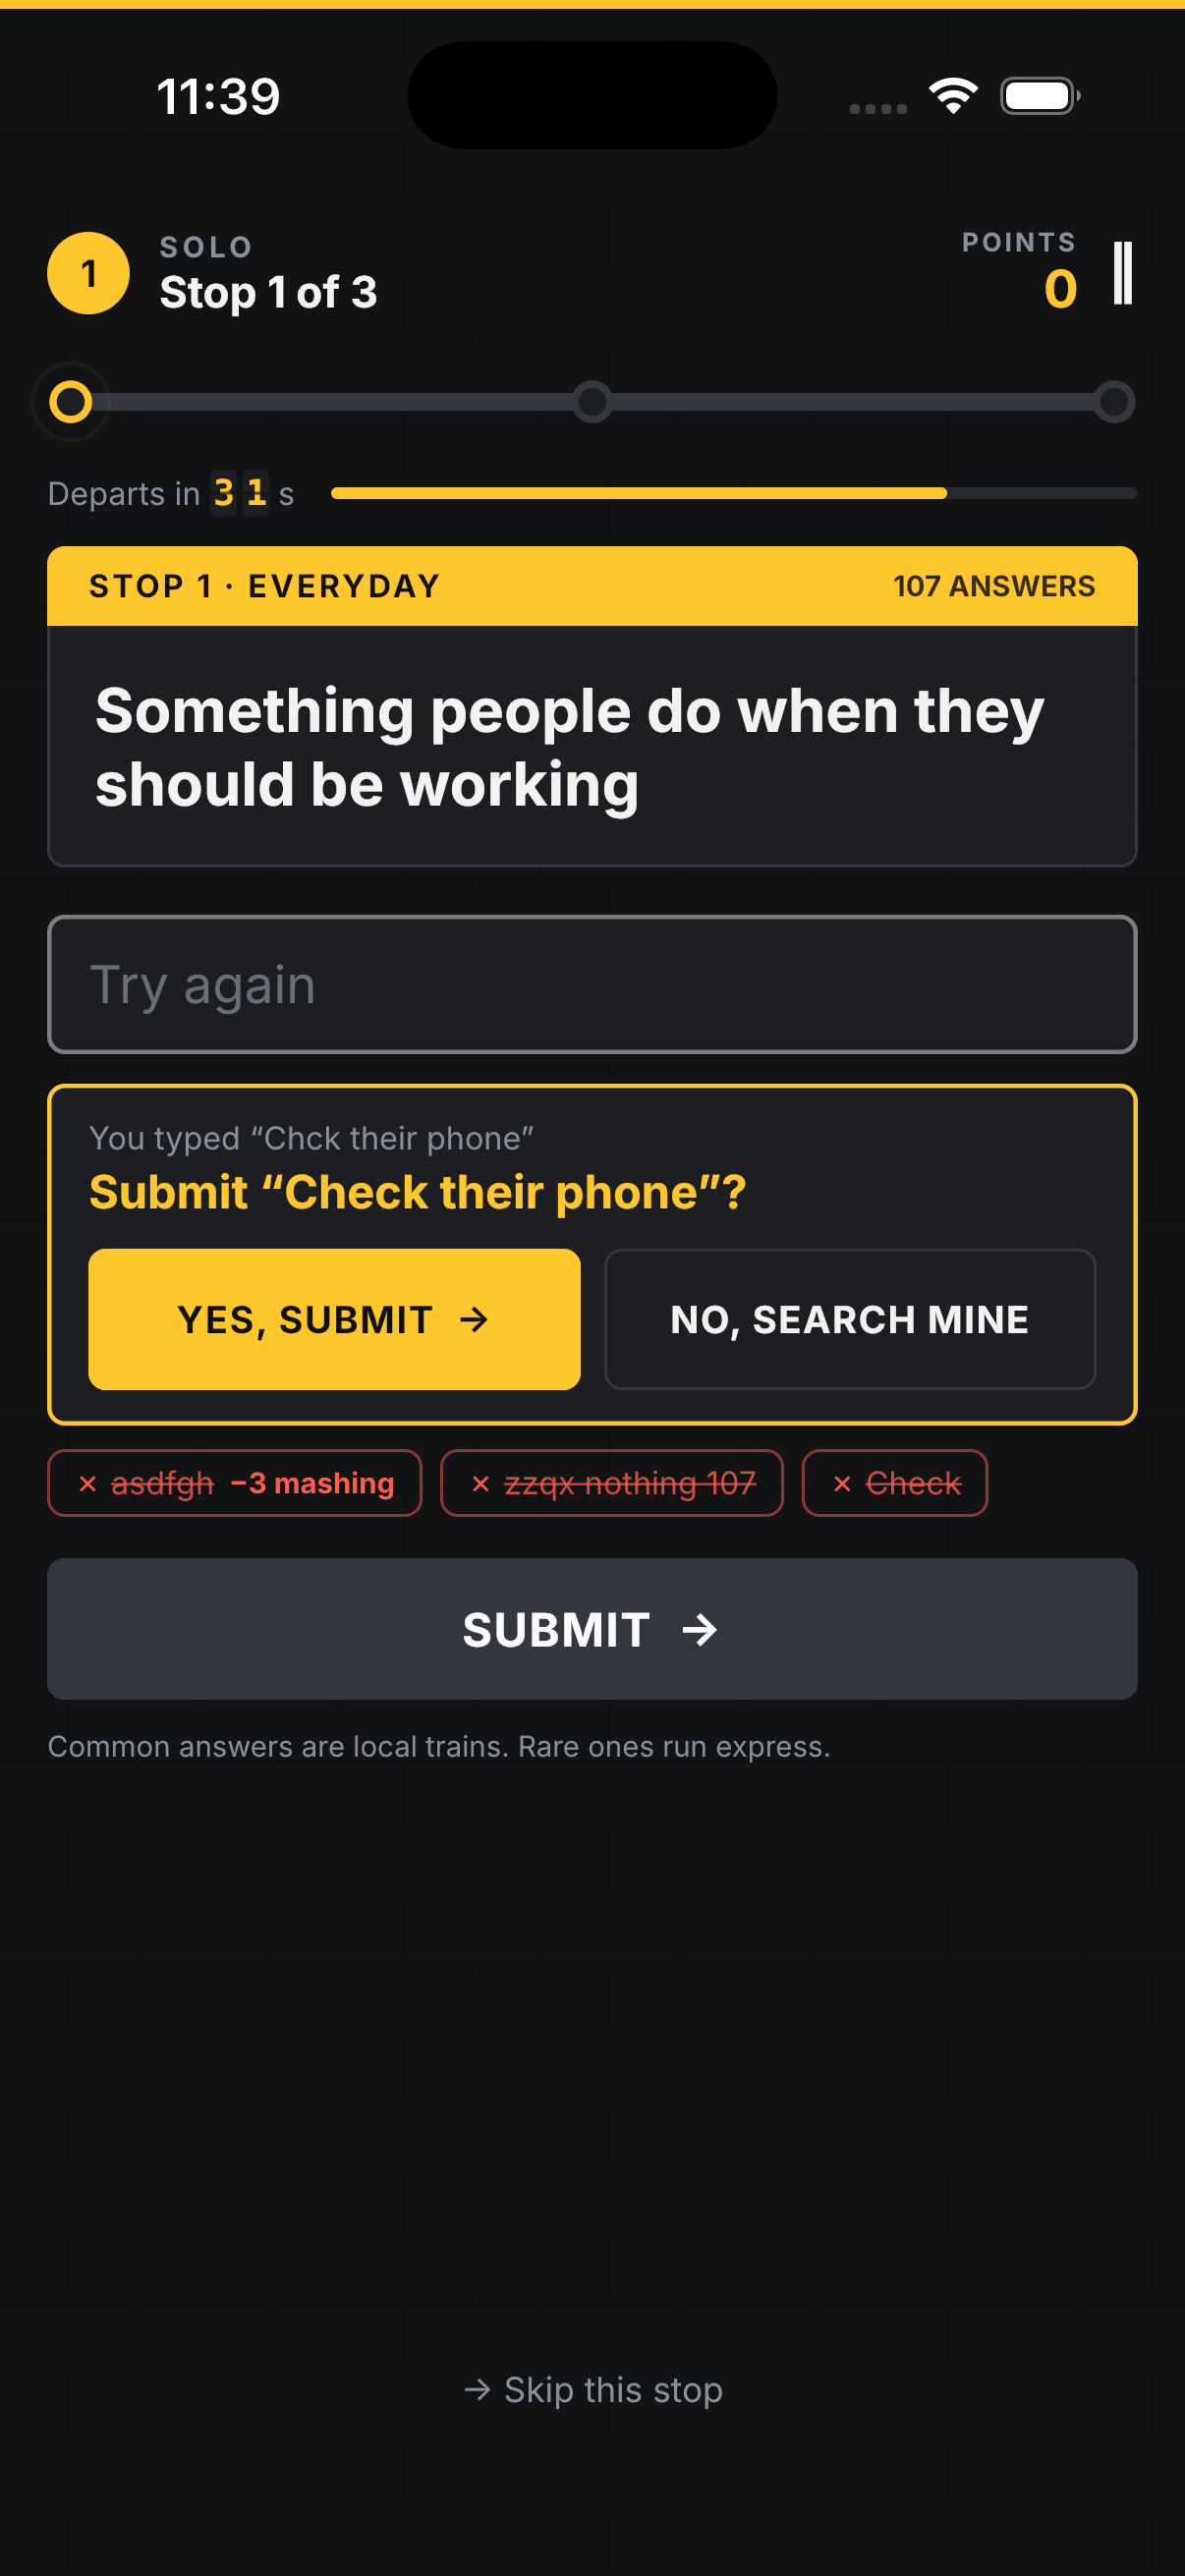 11:39
1
SOLO
Stop 1 of 3
POINTS
0
Departs in 31 s
STOP 1 · EVERYDAY
107 ANSWERS
Something people do when they
should be working
Try again
You typed “Chck their phone”
Submit “Check their phone”?
YES, SUBMIT →
NO, SEARCH MINE
× asdfgh −3 mashing
× zzqx nothing 107
× Check
SUBMIT →
Common answers are local trains. Rare ones run express.
→ Skip this stop